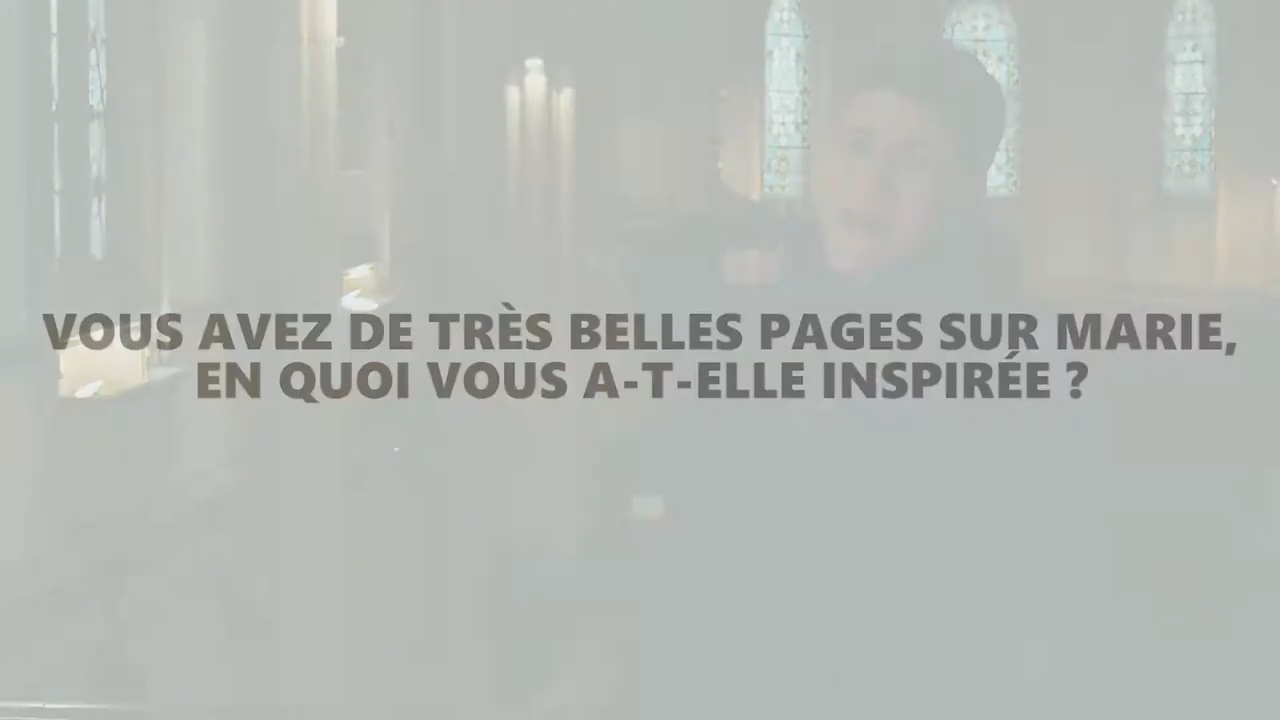 VOUS AVEZ DE TRÈS BELLES PAGES SUR MARIE,
EN QUOI VOUS A-T-ELLE INSPIRÉE ?